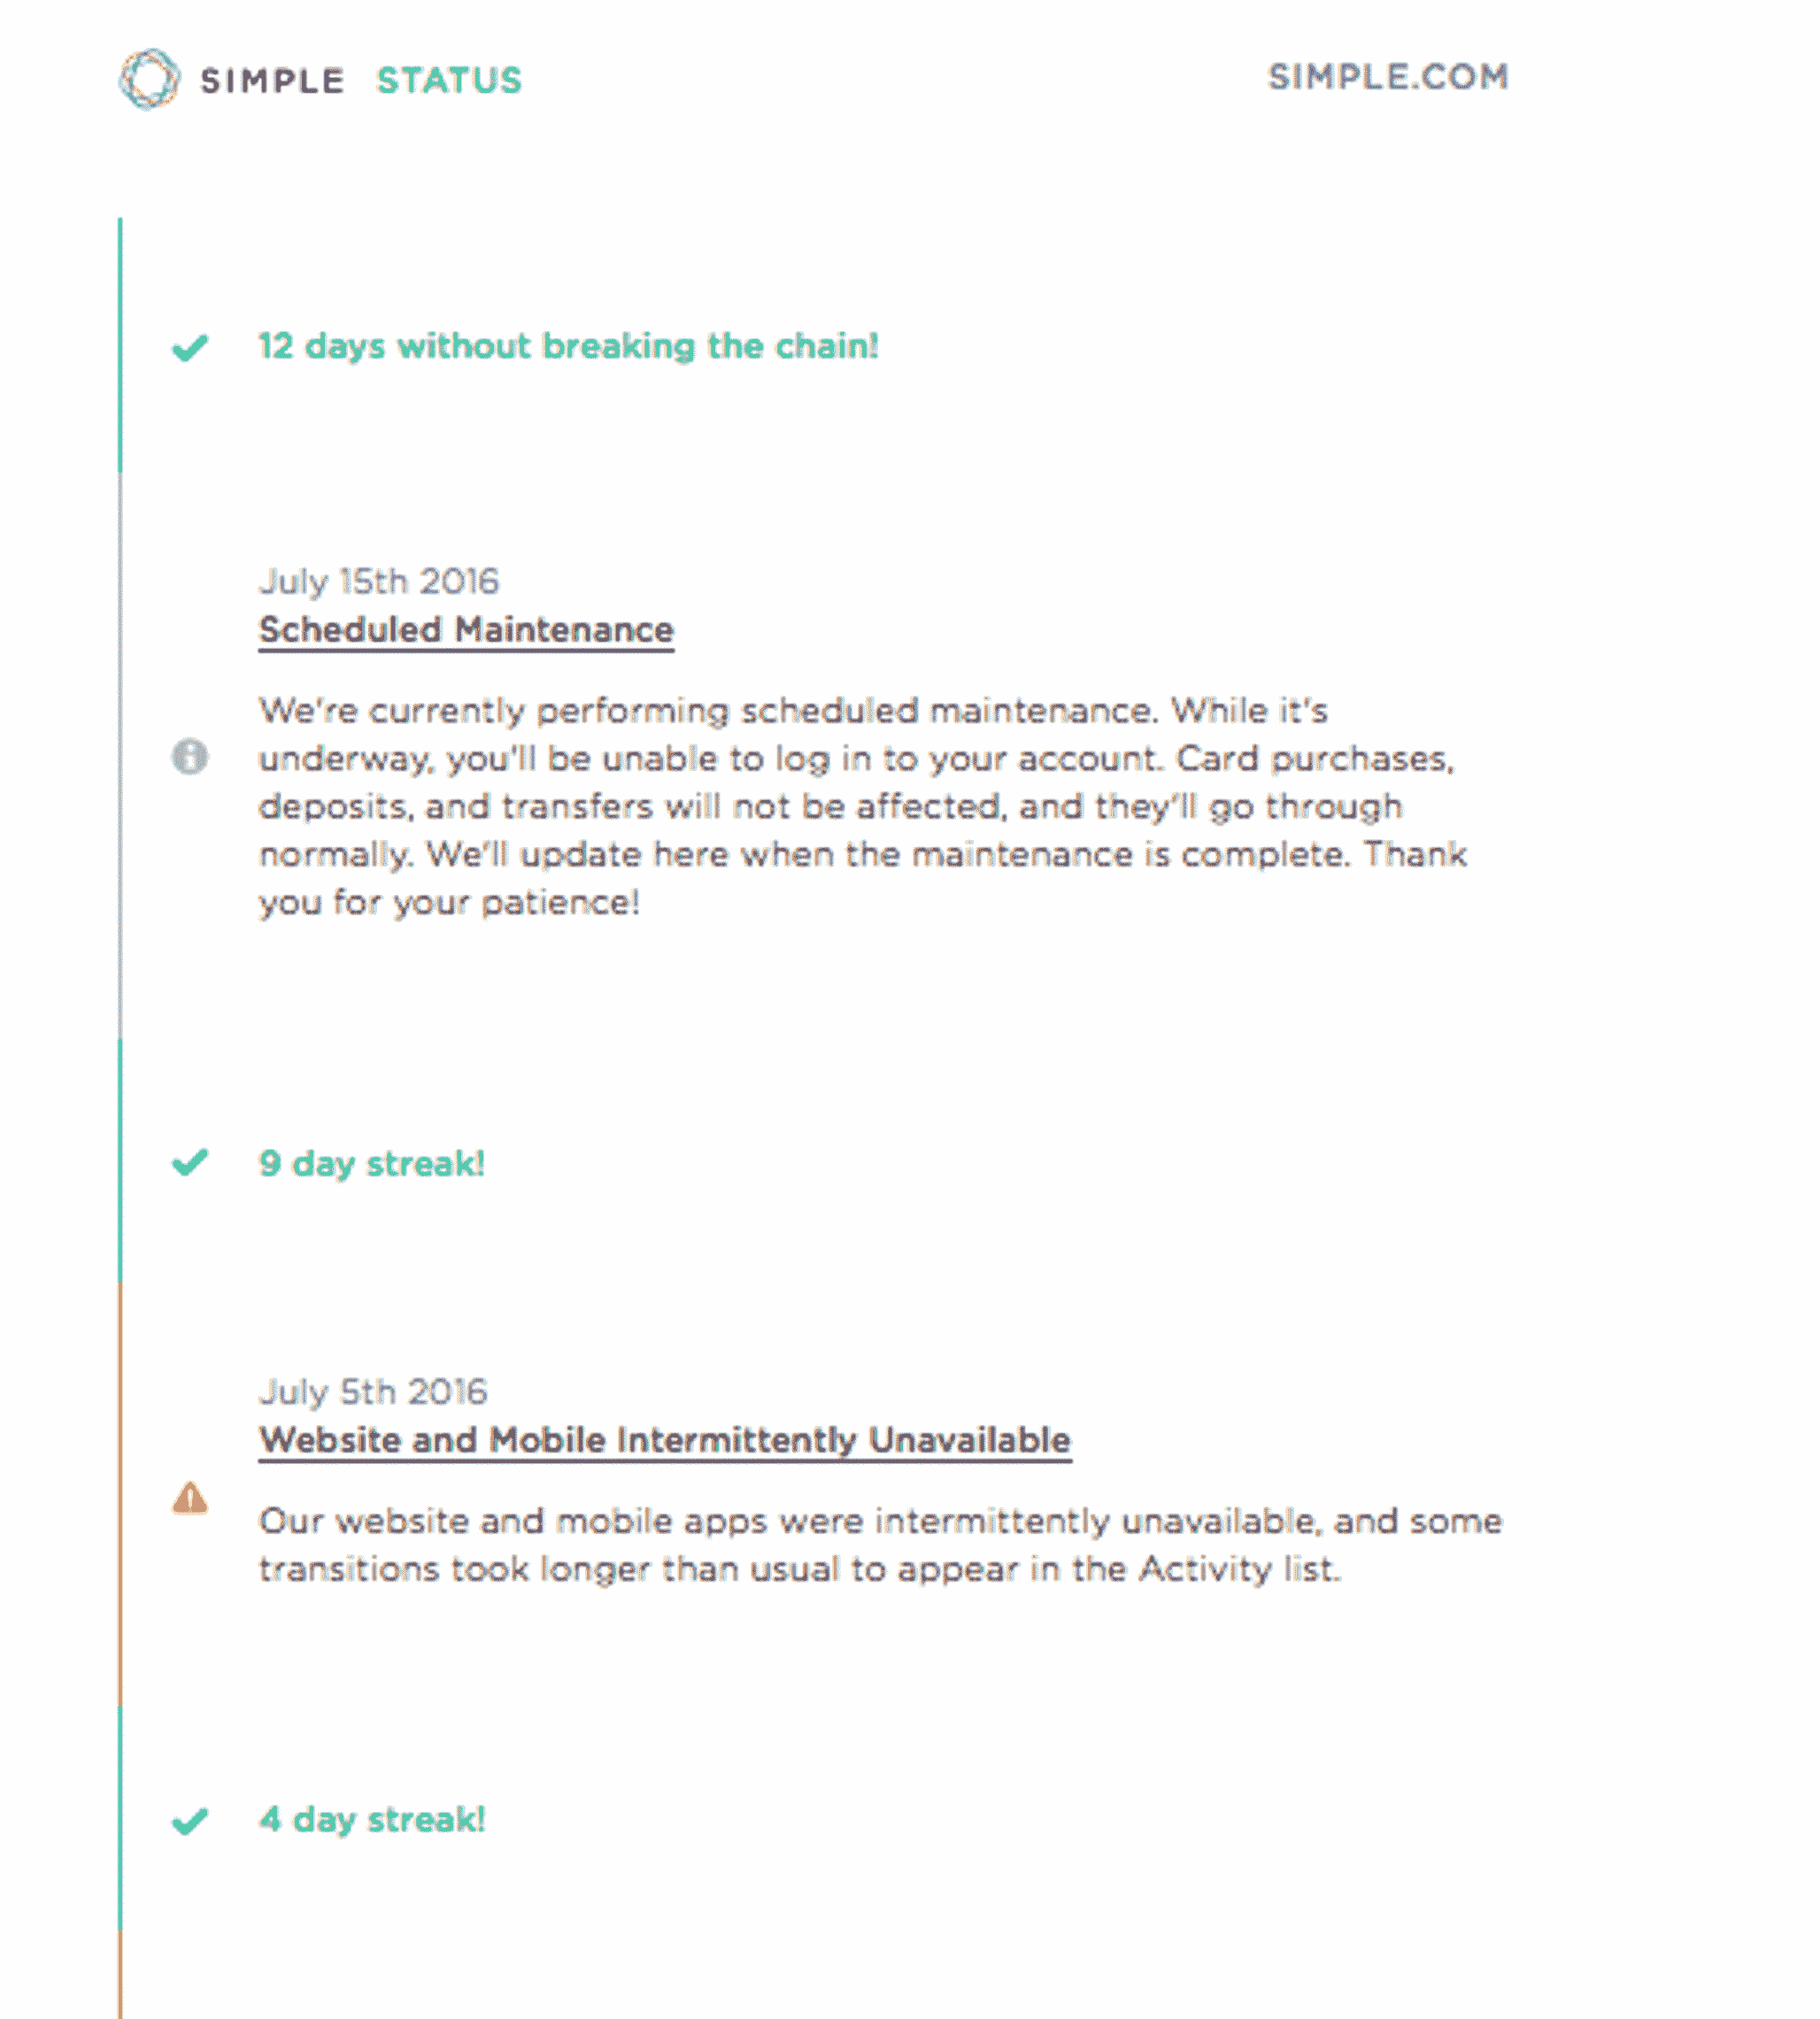 SIMPLE STATUS SIMPLE.COM
12 days without breaking the chain!
July 15th 2016
Scheduled Maintenance
We're currently performing scheduled maintenance. While it's
underway, you'll be unable to log in to your account. Card purchases,
deposits, and transfers will not be affected, and they'll go through
normally. We'll update here when the maintenance is complete. Thank
you for your patience!
9 day streak!
July 5th 2016
Website and Mobile Intermittently Unavailable
Our website and mobile apps were intermittently unavailable, and some
transitions took longer than usual to appear in the Activity list.
4 day streak!